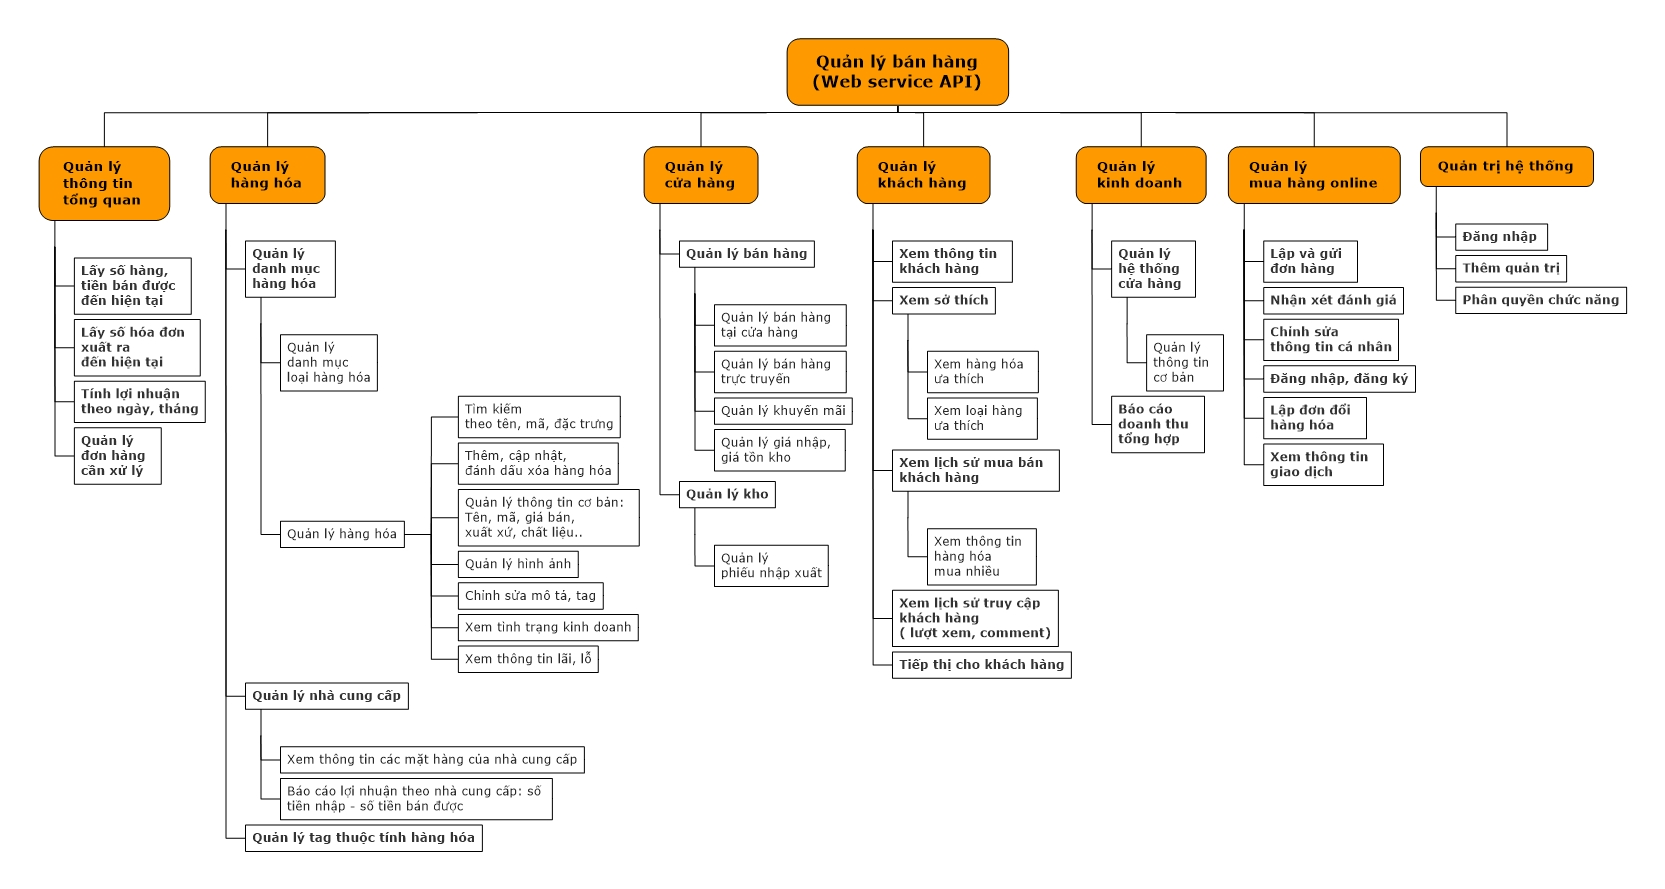 Quản lý bán hàng
(Web service API)
Quản lý
thông tin
tổng quan
Lấy số hàng,
tiền bán được
đến hiện tại
Lấy số hóa đơn
xuất ra
đến hiện tại
Tính lợi nhuận
theo ngày, tháng
Quản lý
đơn hàng
cần xử lý
Quản lý
hàng hóa
Quản lý
danh mục
hàng hóa
Quản lý
danh mục
loại hàng hóa
Quản lý hàng hóa
Tìm kiếm
theo tên, mã, đặc trưng
Thêm, cập nhật,
đánh dấu xóa hàng hóa
Quản lý thông tin cơ bản:
Tên, mã, giá bán,
xuất xứ, chất liệu..
Quản lý hình ảnh
Chỉnh sửa mô tả, tag
Xem tình trạng kinh doanh
Xem thông tin lãi, lỗ
Quản lý nhà cung cấp
Xem thông tin các mặt hàng của nhà cung cấp
Báo cáo lợi nhuận theo nhà cung cấp: số
tiền nhập - số tiền bán được
Quản lý tag thuộc tính hàng hóa
Quản lý
cửa hàng
Quản lý bán hàng
Quản lý bán hàng
tại cửa hàng
Quản lý bán hàng
trực truyến
Quản lý khuyến mãi
Quản lý giá nhập,
giá tồn kho
Quản lý kho
Quản lý
phiếu nhập xuất
Quản lý
khách hàng
Xem thông tin
khách hàng
Xem sở thích
Xem hàng hóa
ưa thích
Xem loại hàng
ưa thích
Xem lịch sử mua bán
khách hàng
Xem thông tin
hàng hóa
mua nhiều
Xem lịch sử truy cập
khách hàng
( lượt xem, comment)
Tiếp thị cho khách hàng
Quản lý
kinh doanh
Quản lý
hệ thống
cửa hàng
Quản lý
thông tin
cơ bản
Báo cáo
doanh thu
tổng hợp
Quản lý
mua hàng online
Lập và gửi
đơn hàng
Nhận xét đánh giá
Chỉnh sửa
thông tin cá nhân
Đăng nhập, đăng ký
Lập đơn đổi
hàng hóa
Xem thông tin
giao dịch
Quản trị hệ thống
Đăng nhập
Thêm quản trị
Phân quyền chức năng